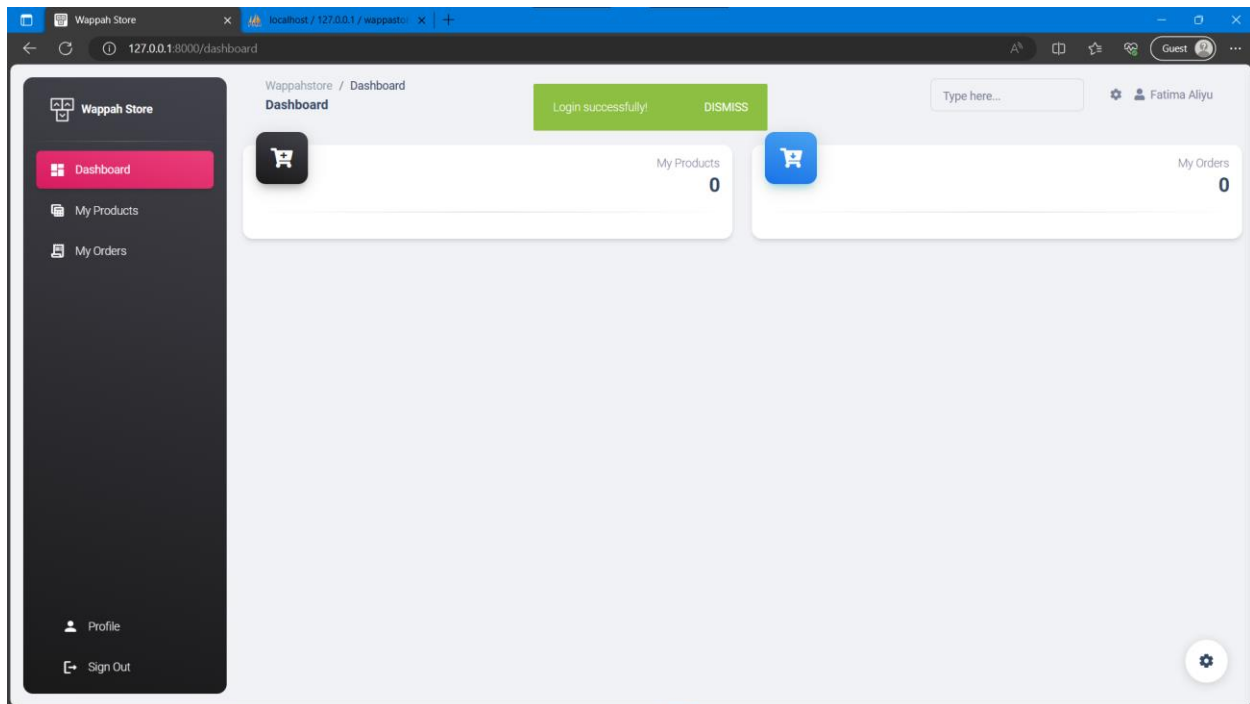 Wappah Store
localhost / 127.0.0.1 / wappasto
127.0.0.1:8000/dashboard
Guest
Wappah Store
Wappahstore / Dashboard
Dashboard
Login successfully! DISMISS
Type here...
Fatima Aliyu
Dashboard
My Products
My Orders
My Products
0
My Orders
0
Profile
Sign Out